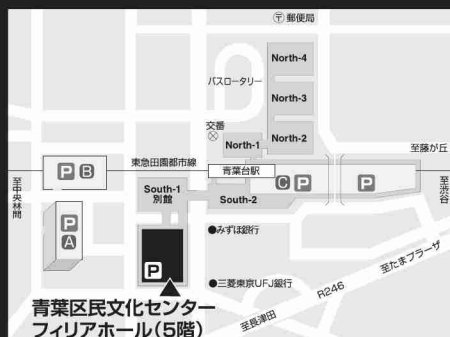 〒郵便局
North-4
バスロータリー
North-3
交番
North-1
North-2
至藤が丘
東急田園都市線
青葉台駅
P B
C P
P
至中央林間
South-1
別館
South-2
至渋谷
P
A
●みずほ銀行
P
●三菱東京UFJ銀行
至たまプラーザ
R246
至長津田
青葉区民文化センター
フィリアホール(5階)